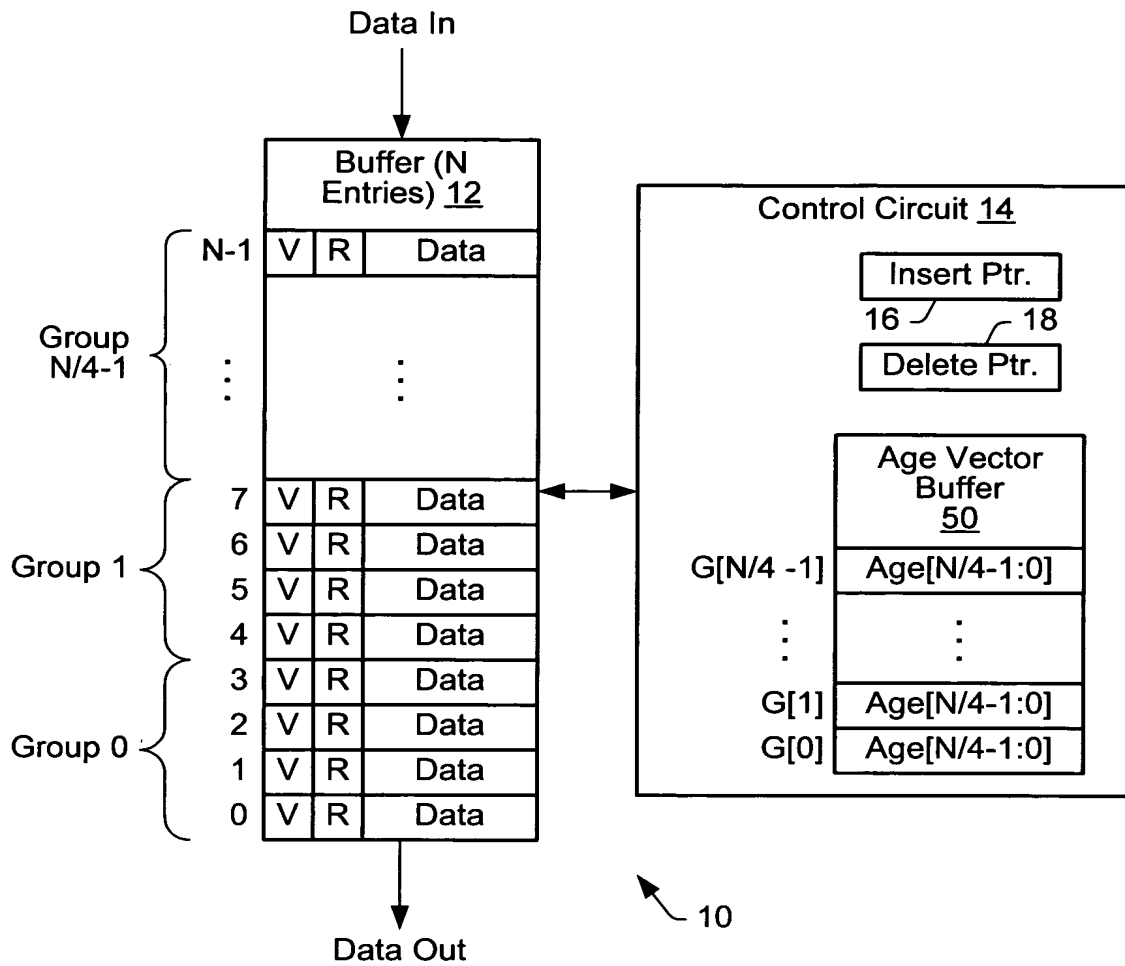 Data In
Buffer (N
Entries) 12
N-1 V R Data
Group
N/4-1
7 V R Data
6 V R Data
Group 1
5 V R Data
4 V R Data
3 V R Data
2 V R Data
Group 0
1 V R Data
0 V R Data
Data Out
Control Circuit 14
Insert Ptr.
16
18
Delete Ptr.
Age Vector
Buffer
50
G[N/4 -1] Age[N/4-1:0]
G[1] Age[N/4-1:0]
G[0] Age[N/4-1:0]
10